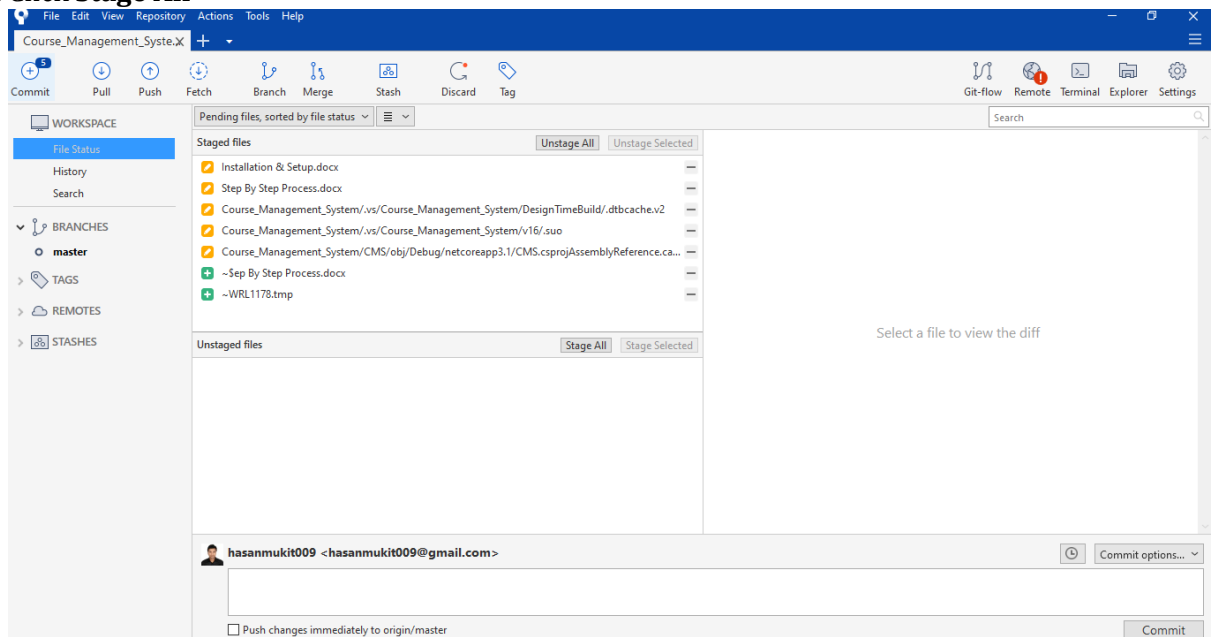 Click Stage All
File Edit View Repository Actions Tools Help
Course_Management_Syste.
5
Commit Pull Push Fetch Branch Merge Stash Discard Tag Git-flow Remote Terminal Explorer Settings
WORKSPACE
File Status
History
Search
BRANCHES
master
TAGS
REMOTES
STASHES
Pending files, sorted by file status
Search
Staged files Unstage All Unstage Selected
Installation & Setup.docx
Step By Step Process.docx
Course_Management_System/.vs/Course_Management_System/DesignTimeBuild/.dtbcache.v2
Course_Management_System/.vs/Course_Management_System/v16/.suo
Course_Management_System/CMS/obj/Debug/netcoreapp3.1/CMS.csprojAssemblyReference.ca...
~$ep By Step Process.docx
~WRL1178.tmp
Unstaged files Stage All Stage Selected
Select a file to view the diff
hasanmukit009 <hasanmukit009@gmail.com>
Commit options...
Push changes immediately to origin/master
Commit